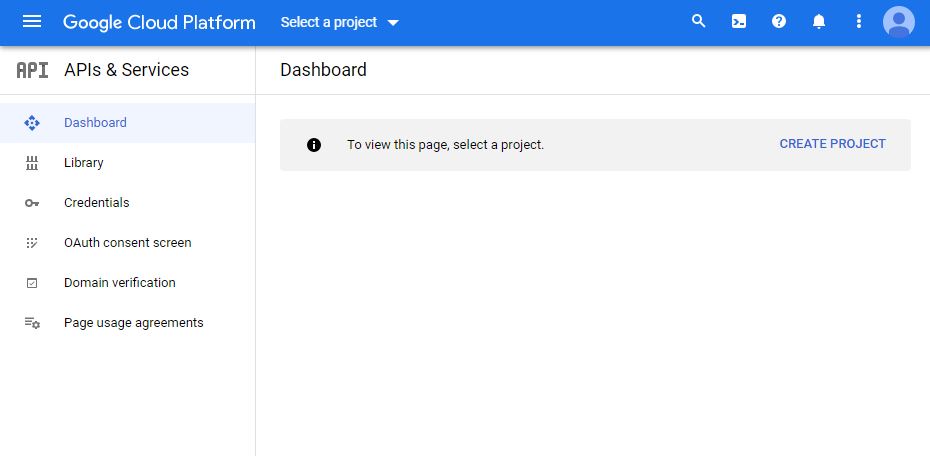 Google Cloud Platform Select a project
API APIs & Services
Dashboard
Dashboard
Library
Credentials
OAuth consent screen
Domain verification
Page usage agreements
To view this page, select a project. CREATE PROJECT